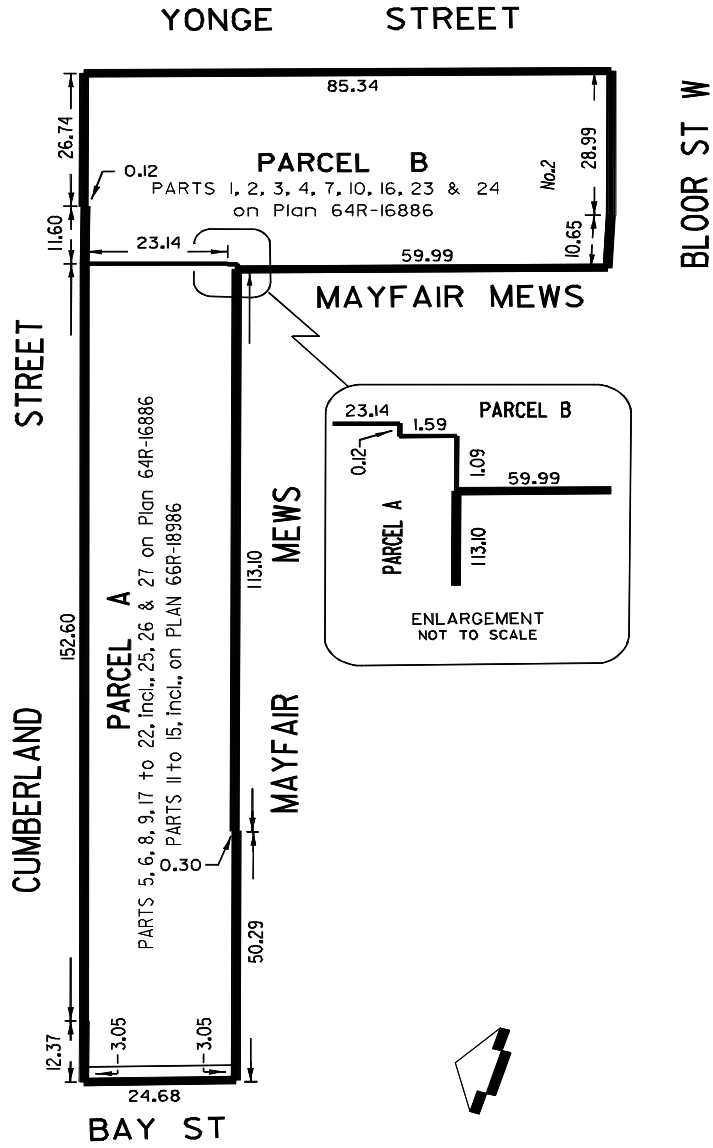 YONGE STREET
85.34
26.74
0.12
28.99
BLOOR ST W
PARCEL B
PARTS 1, 2, 3, 4, 7, 10, 16, 23 & 24
on Plan 64R-16886
No.2
11.60
23.14
59.99
10.65
MAYFAIR MEWS
CUMBERLAND STREET
152.60
12.37
PARCEL A
PARTS 5, 6, 8, 9, 17 to 22, incl., 25, 26 & 27 on Plan 64R-16886
PARTS 11 to 15, incl., on PLAN 66R-18986
113.10
MAYFAIR MEWS
0.30
50.29
3.05
3.05
24.68
BAY ST
23.14
1.59
PARCEL B
0.12
1.09
59.99
PARCEL A
113.10
ENLARGEMENT
NOT TO SCALE